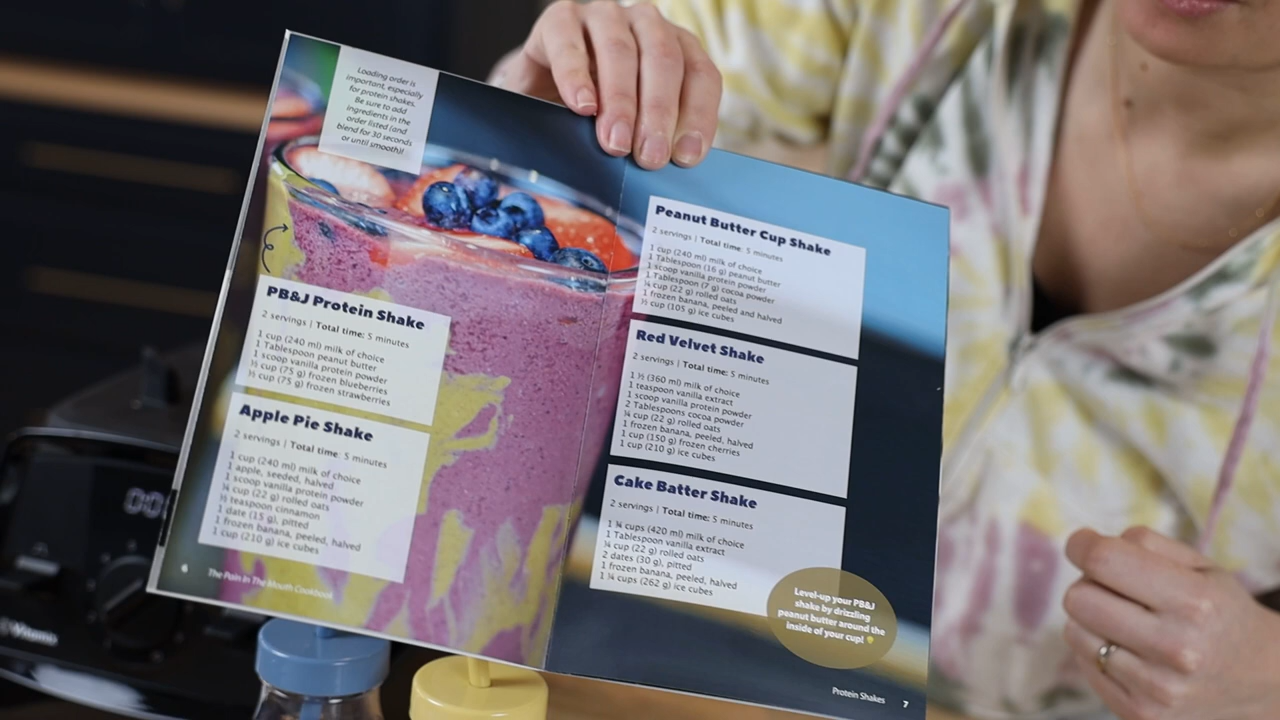 Loading order is
important, especially
for protein shakes.
Be sure to add
ingredients in the
order listed (and
blend for 30 seconds
or until smooth)!
PB&J Protein Shake
2 servings | Total time: 5 minutes
1 cup (240 ml) milk of choice
1 Tablespoon peanut butter
1 scoop vanilla protein powder
½ cup (75 g) frozen blueberries
½ cup (75 g) frozen strawberries
Apple Pie Shake
2 servings | Total time: 5 minutes
1 cup (240 ml) milk of choice
1 apple, seeded, halved
1 scoop vanilla protein powder
¼ cup (22 g) rolled oats
½ teaspoon cinnamon
1 date (15 g), pitted
1 frozen banana, peeled, halved
1 cup (210 g) ice cubes
6 The Pain In The Mouth Cookbook
Peanut Butter Cup Shake
2 servings | Total time: 5 minutes
1 cup (240 ml) milk of choice
1 Tablespoon (16 g) peanut butter
1 scoop vanilla protein powder
1 Tablespoon (7 g) cocoa powder
¼ cup (22 g) rolled oats
1 frozen banana, peeled and halved
½ cup (105 g) ice cubes
Red Velvet Shake
2 servings | Total time: 5 minutes
1 ½ (360 ml) milk of choice
1 teaspoon vanilla extract
1 scoop vanilla protein powder
2 Tablespoons cocoa powder
¼ cup (22 g) rolled oats
1 frozen banana, peeled, halved
1 cup (150 g) frozen cherries
1 cup (210 g) ice cubes
Cake Batter Shake
2 servings | Total time: 5 minutes
1 ¾ cups (420 ml) milk of choice
1 Tablespoon vanilla extract
¼ cup (22 g) rolled oats
2 dates (30 g), pitted
1 frozen banana, peeled, halved
1 ¼ cups (262 g) ice cubes
Level-up your PB&J
shake by drizzling
peanut butter around the
inside of your cup!
Protein Shakes 7
Vitamix